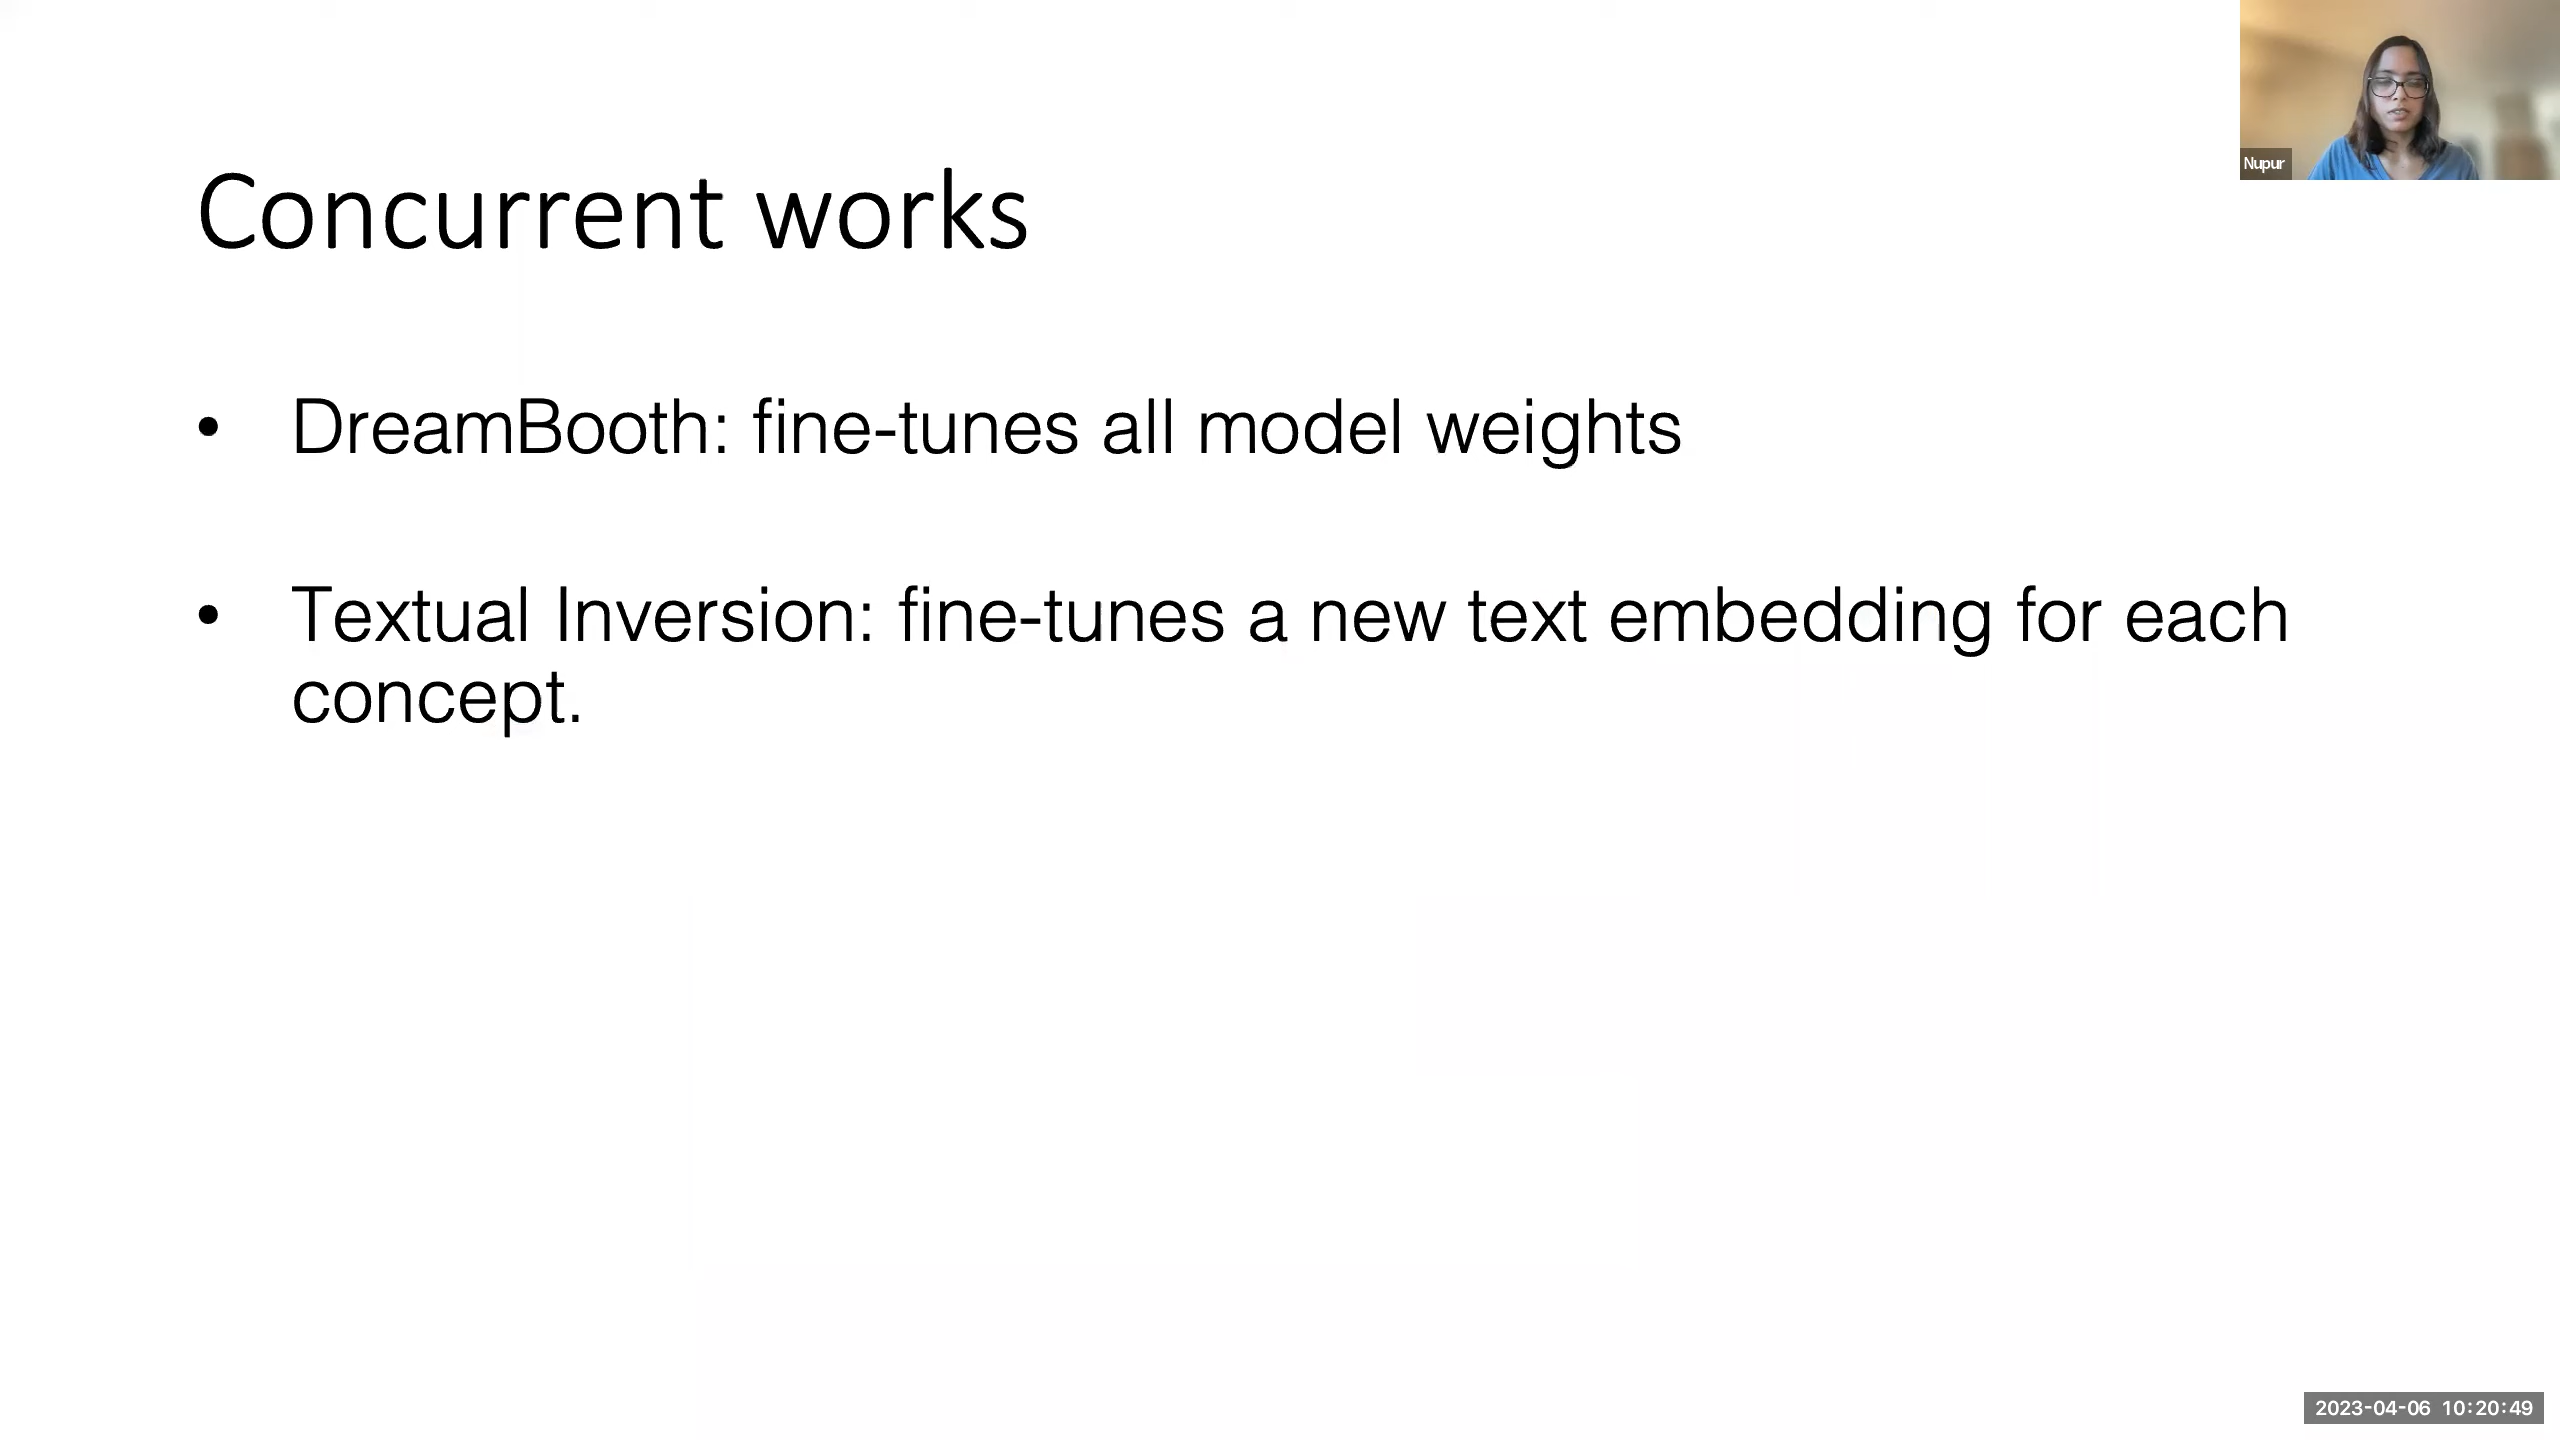 Concurrent works
Nupur
• DreamBooth: fine-tunes all model weights
• Textual Inversion: fine-tunes a new text embedding for each
concept.
2023-04-06 10:20:49